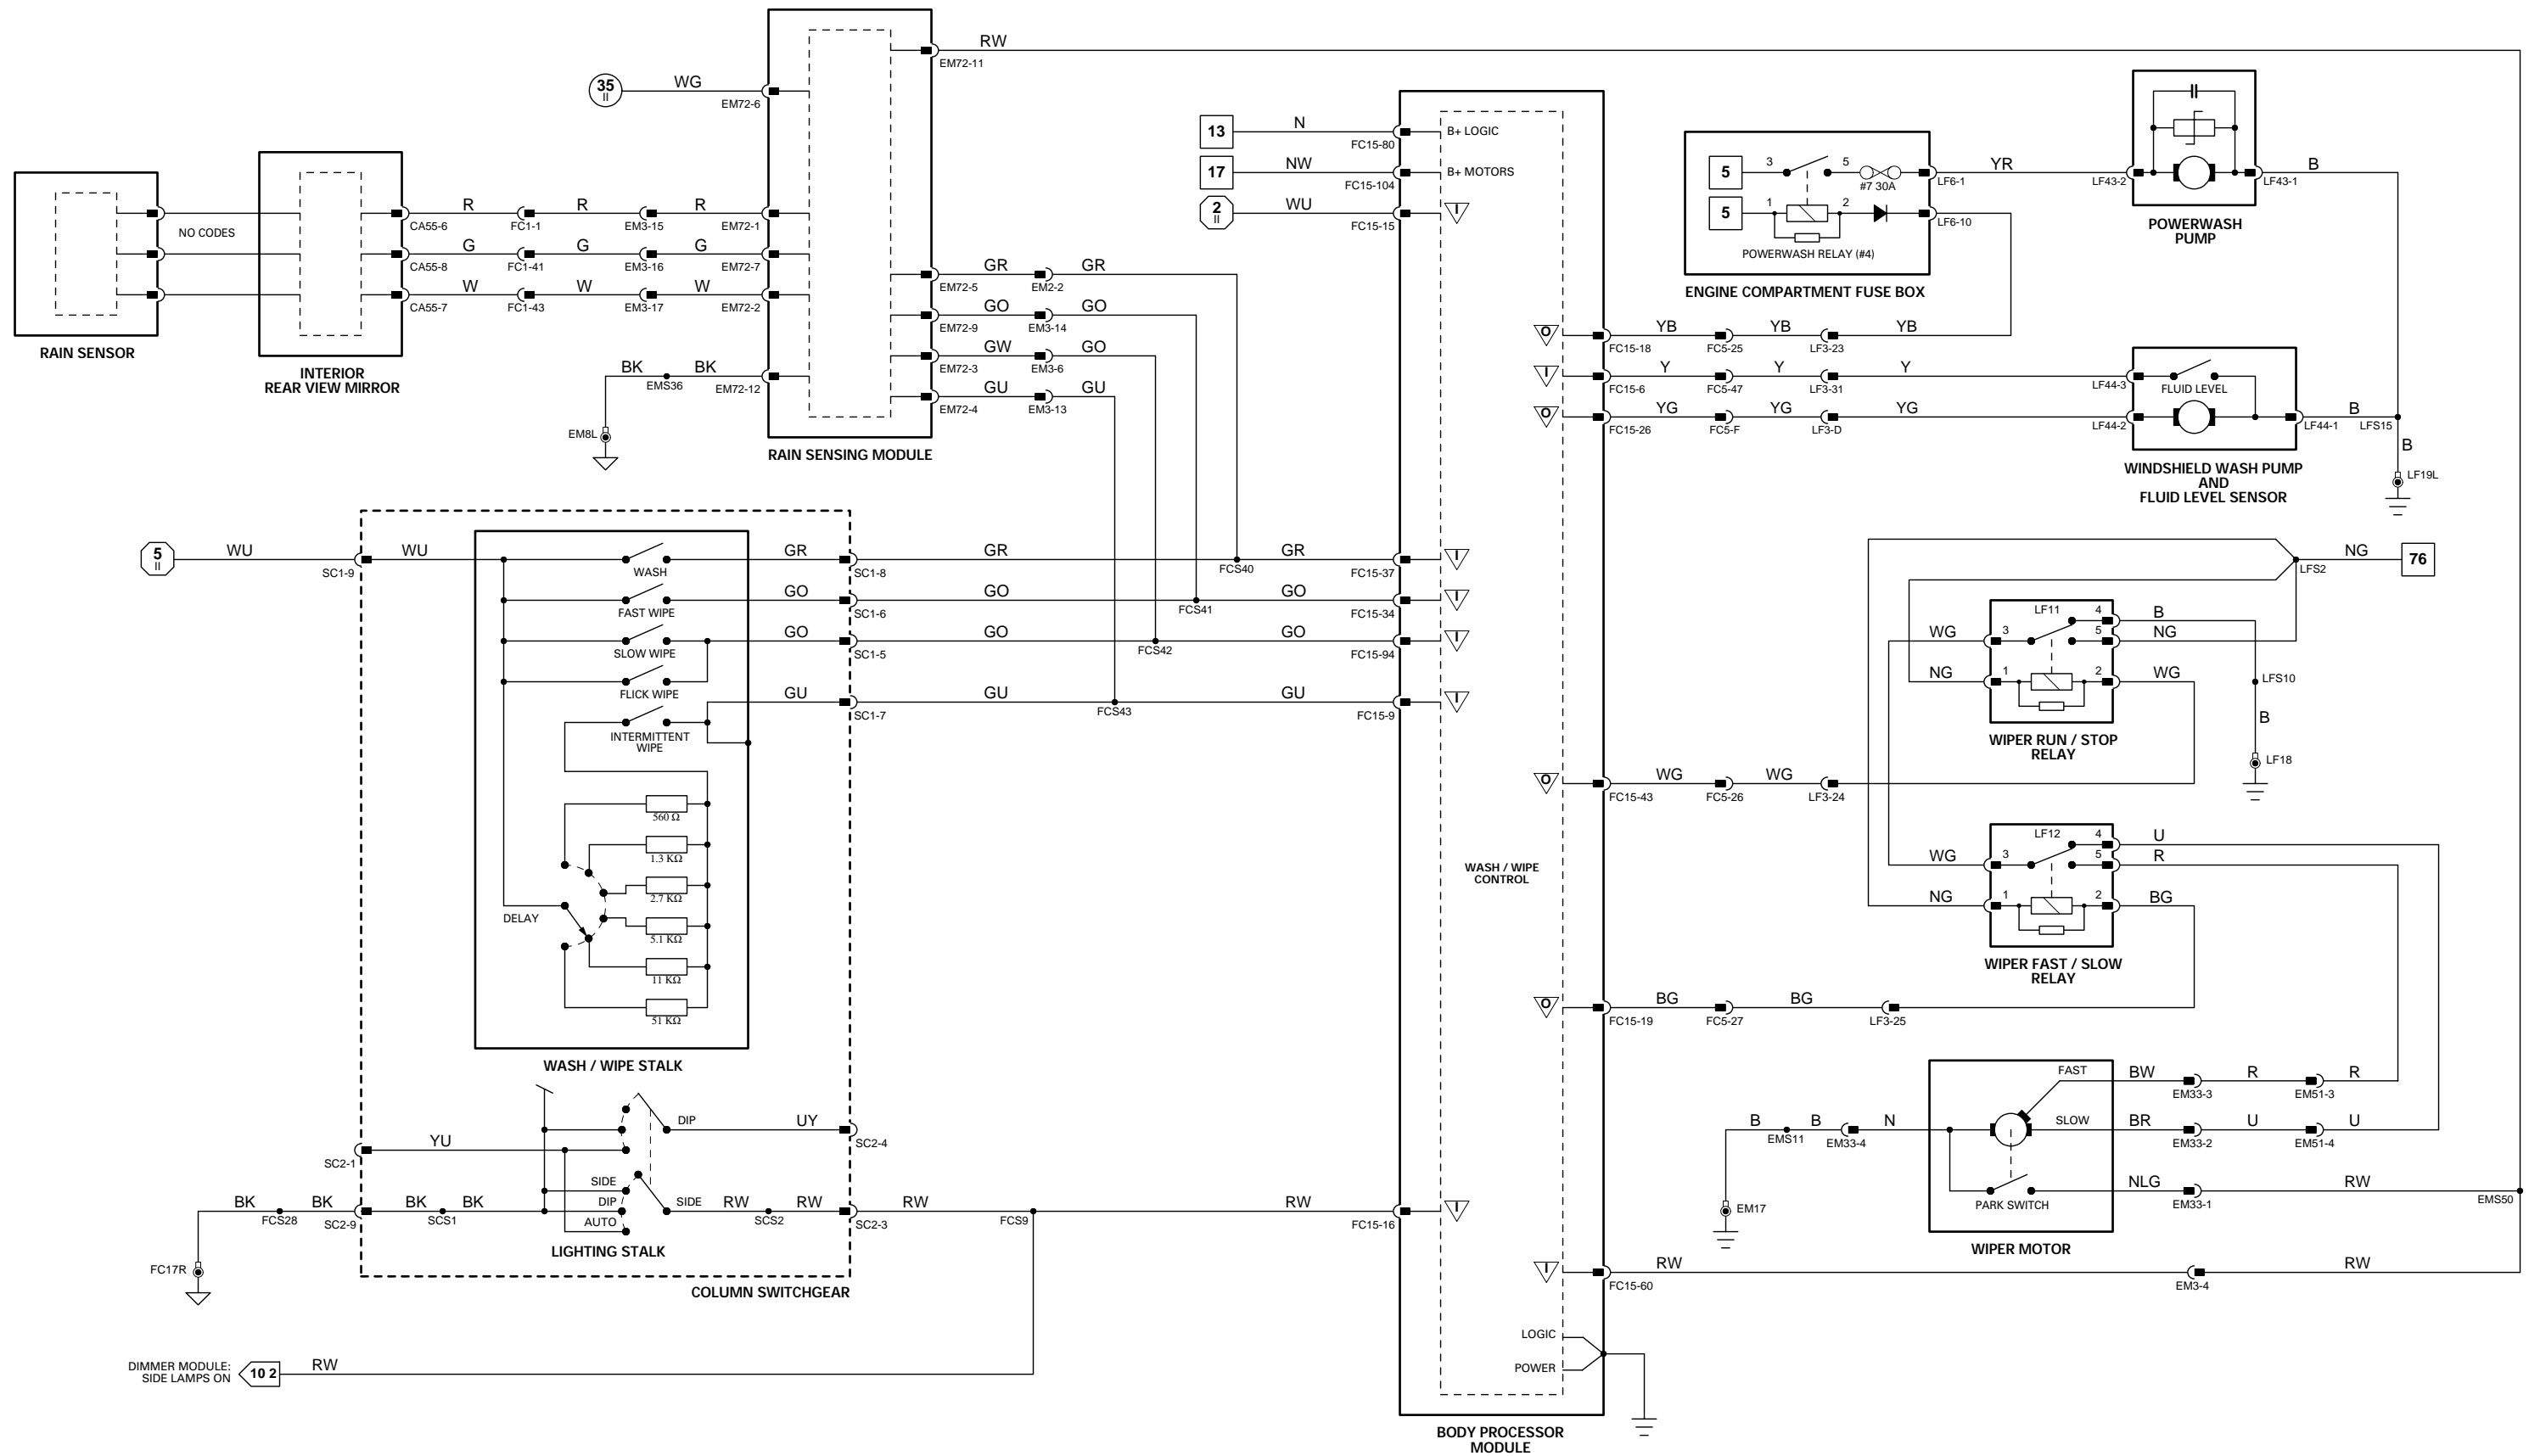 RW
EM72-11
35
II
WG
EM72-6
13
N
FC15-80
B+ LOGIC
17
NW
FC15-104
B+ MOTORS
2
II
WU
FC15-15
I
5
3
5
#7 30A
LF6-1
YR
LF43-2
LF43-1
B
5
1
2
LF6-10
POWERWASH RELAY (#4)
ENGINE COMPARTMENT FUSE BOX
POWERWASH
PUMP
NO CODES
R
R
R
CA55-6
FC1-1
EM3-15
EM72-1
G
G
G
CA55-8
FC1-41
EM3-16
EM72-7
W
W
W
CA55-7
FC1-43
EM3-17
EM72-2
RAIN SENSOR
INTERIOR
REAR VIEW MIRROR
GR
GR
EM72-5
EM2-2
GO
GO
EM72-9
EM3-14
GW
GO
EM72-3
EM3-6
GU
GU
EM72-4
EM3-13
BK
BK
EMS36
EM72-12
EM8L
RAIN SENSING MODULE
O
YB
YB
YB
FC15-18
FC5-25
LF3-23
I
Y
Y
Y
FC15-6
FC5-47
LF3-31
LF44-3
FLUID LEVEL
O
YG
YG
YG
FC15-26
FC5-F
LF3-D
LF44-2
LF44-1
B
LFS15
B
LF19L
WINDSHIELD WASH PUMP
AND
FLUID LEVEL SENSOR
5
II
WU
WU
SC1-9
WASH
GR
GR
GR
SC1-8
FCS40
FC15-37
I
FAST WIPE
GO
GO
GO
SC1-6
FCS41
FC15-34
I
SLOW WIPE
GO
GO
GO
SC1-5
FCS42
FC15-94
I
FLICK WIPE
GU
GU
GU
SC1-7
FCS43
FC15-9
I
INTERMITTENT
WIPE
NG
76
LFS2
LF11
4
B
WG
3
5
NG
NG
1
2
WG
LFS10
B
LF18
WIPER RUN / STOP
RELAY
O
WG
WG
FC15-43
FC5-26
LF3-24
560 Ω
1.3 KΩ
2.7 KΩ
5.1 KΩ
11 KΩ
51 KΩ
DELAY
WASH / WIPE STALK
WASH / WIPE
CONTROL
LF12
4
U
WG
3
5
R
NG
1
2
BG
WIPER FAST / SLOW
RELAY
O
BG
BG
FC15-19
FC5-27
LF3-25
FAST
BW
R
R
EM33-3
EM51-3
SLOW
BR
U
U
EM33-2
EM51-4
B
B
N
EMS11
EM33-4
EM17
PARK SWITCH
NLG
RW
EM33-1
EMS50
WIPER MOTOR
DIP
UY
SC2-4
YU
SC2-1
SIDE
DIP
AUTO
SIDE
BK
BK
BK
BK
RW
RW
RW
RW
FCS28
SC2-9
SCS1
SCS2
SC2-3
FCS9
FC15-16
I
LIGHTING STALK
FC17R
COLUMN SWITCHGEAR
I
RW
RW
FC15-60
EM3-4
LOGIC
POWER
DIMMER MODULE:
SIDE LAMPS ON
10 2
RW
BODY PROCESSOR
MODULE